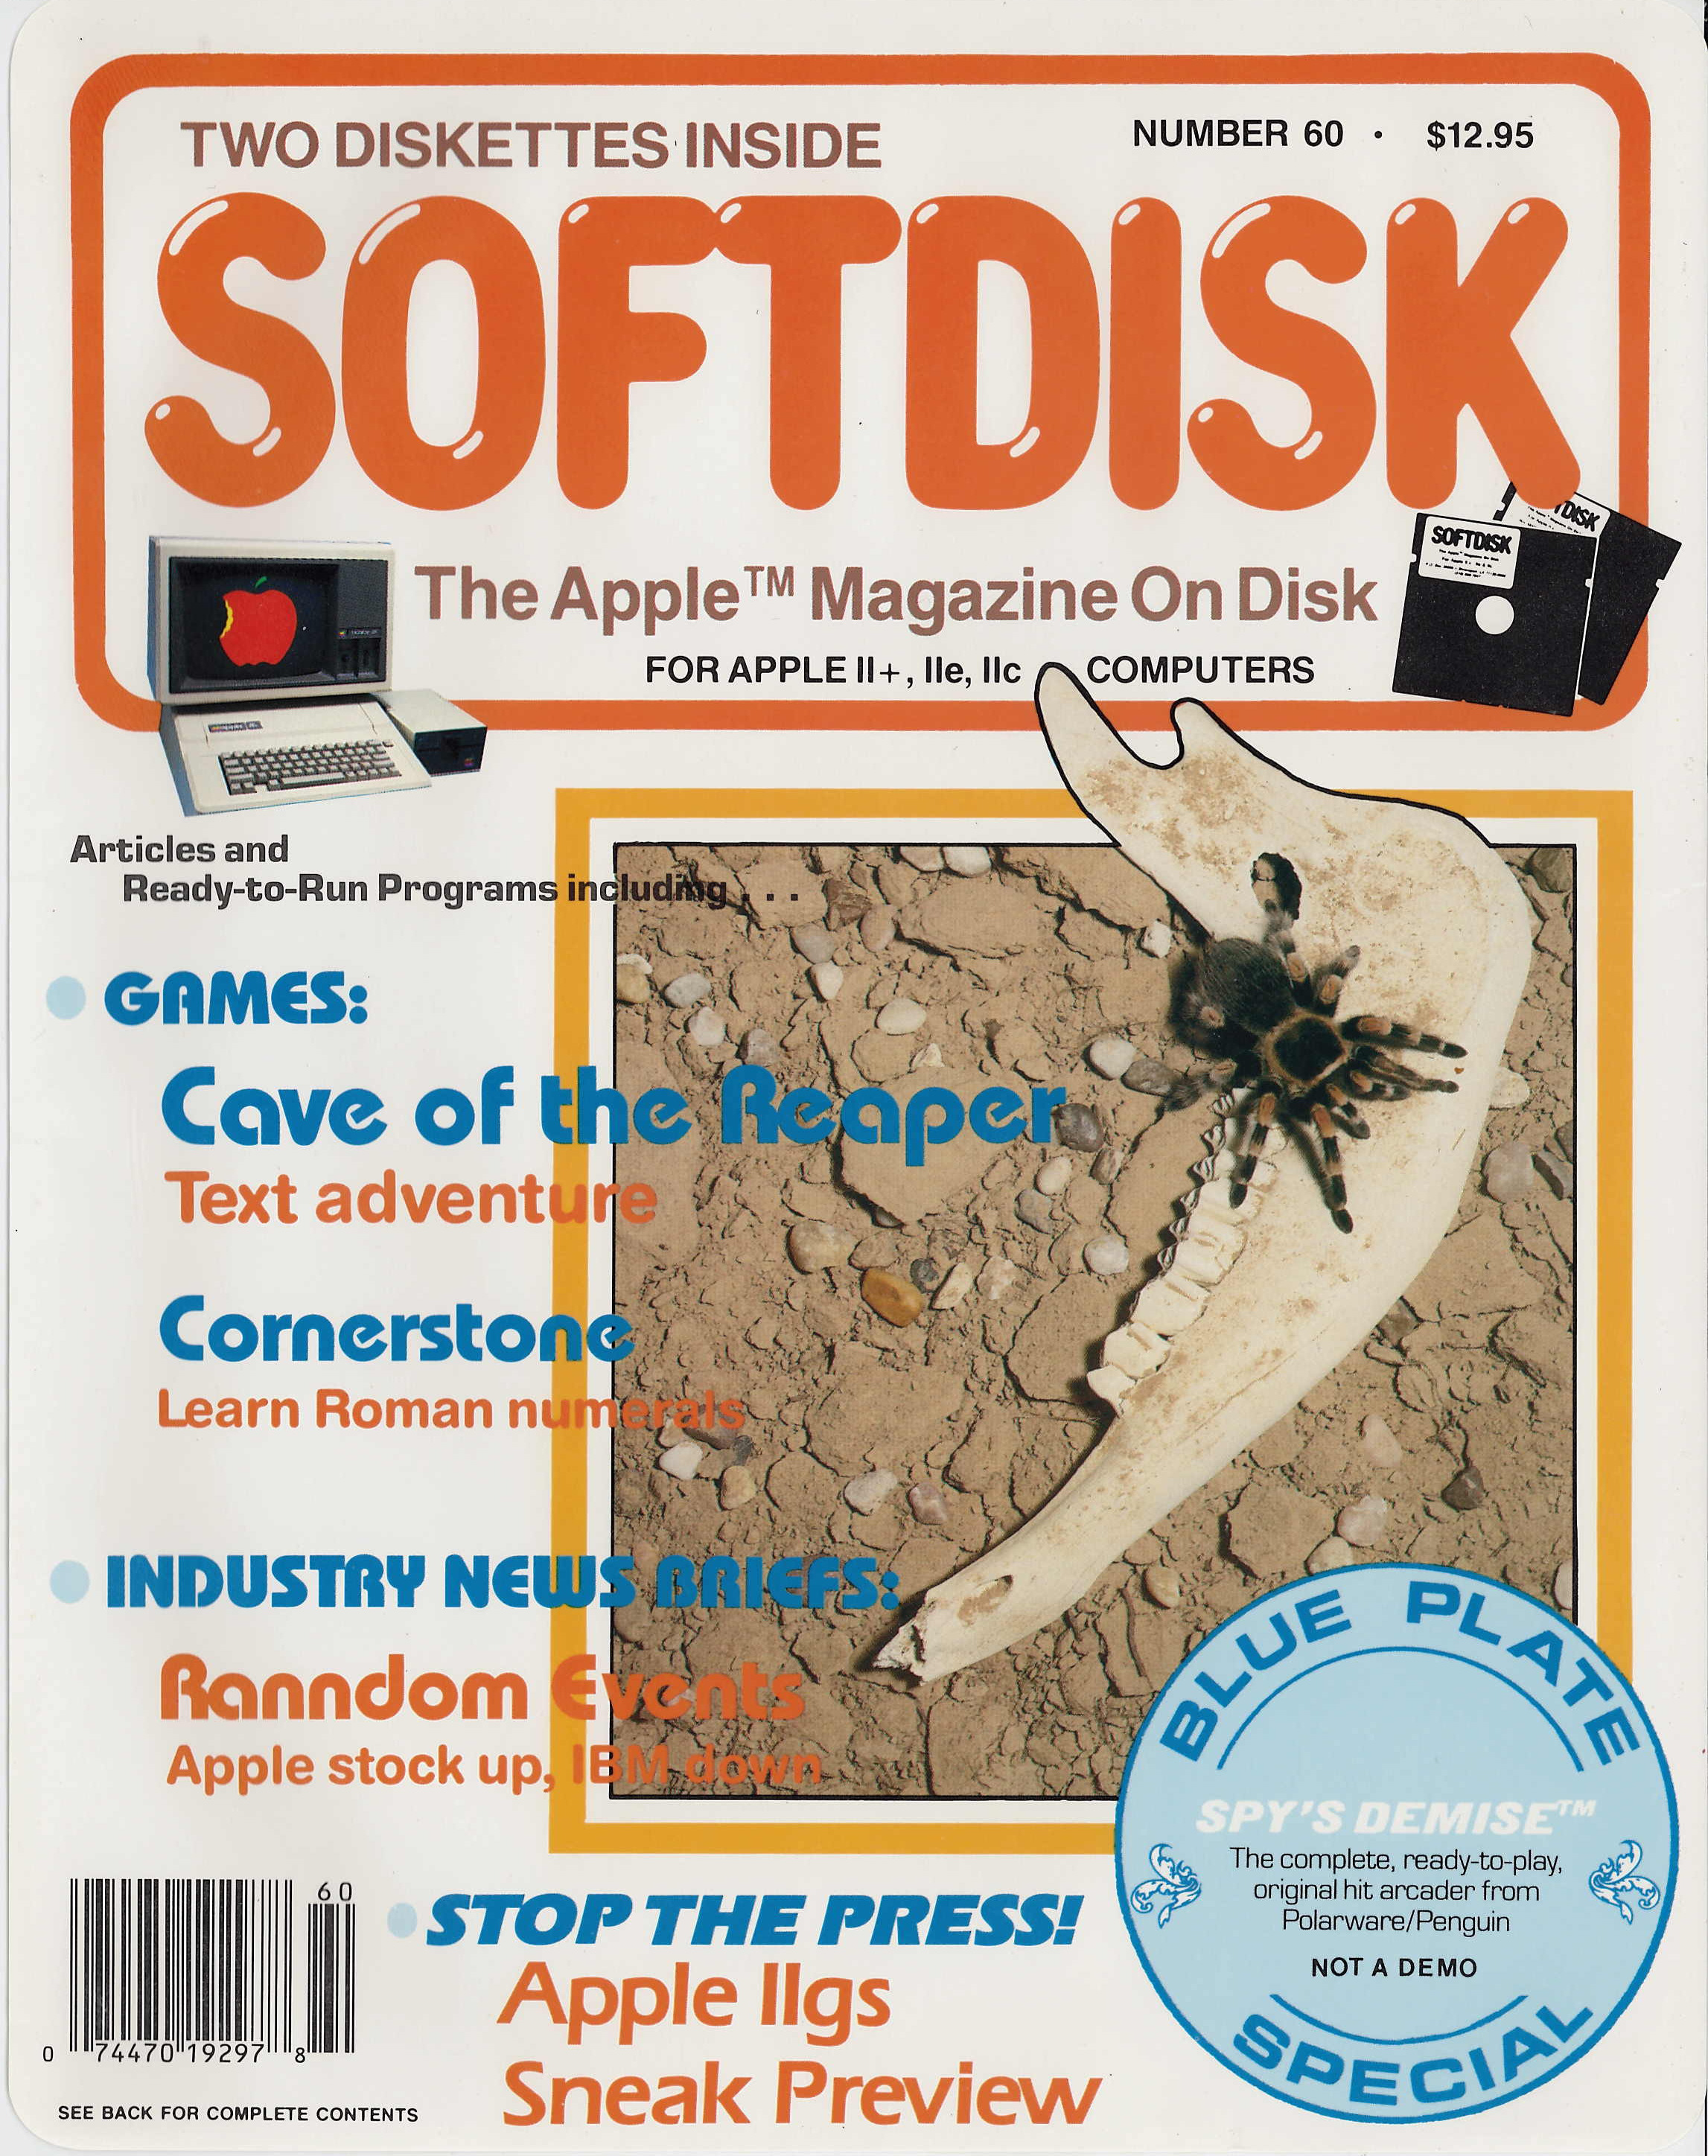 TWO DISKETTES INSIDE
NUMBER 60 • $12.95
SOFTDISK
The Apple™ Magazine On Disk
FOR APPLE II+, IIe, IIc COMPUTERS
SOFTDISK
TDISK
Articles and
Ready-to-Run Programs including . . .
GAMES:
Cave of the Reaper
Text adventure
Cornerstone
Learn Roman numerals
INDUSTRY NEWS BRIEFS:
Ranndom Events
Apple stock up, IBM down
BLUE PLATE
SPY'S DEMISE™
The complete, ready-to-play,
original hit arcader from
Polarware/Penguin
NOT A DEMO
SPECIAL
STOP THE PRESS!
Apple IIgs
Sneak Preview
60
0 74470 19297 8
SEE BACK FOR COMPLETE CONTENTS